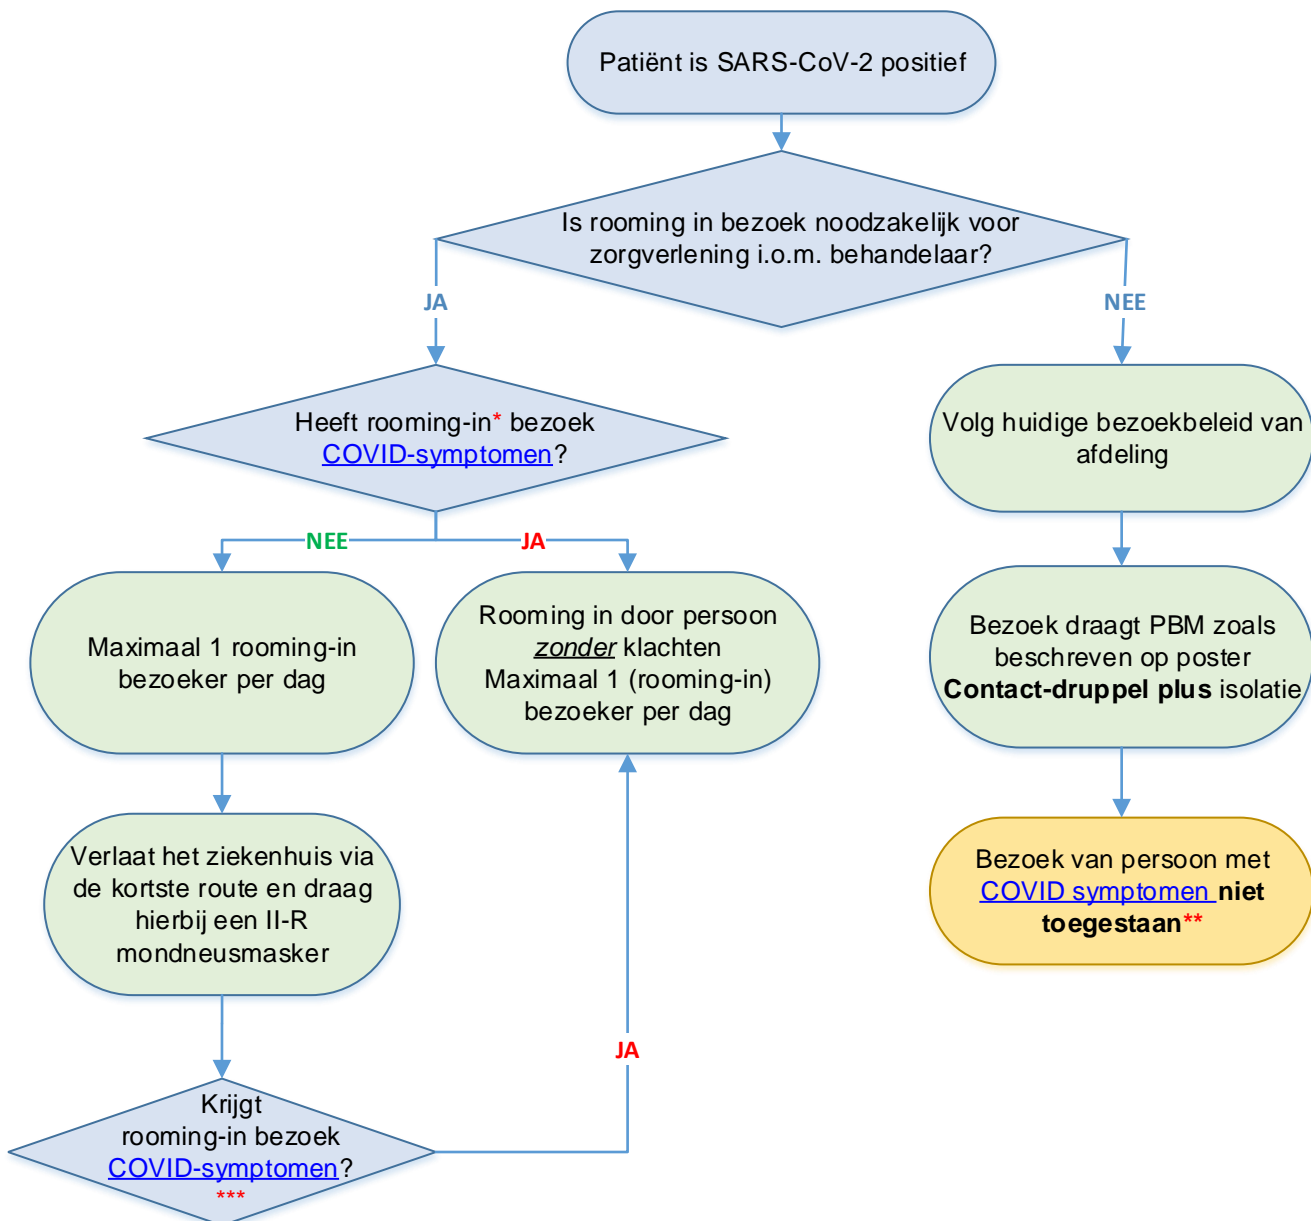 Patiënt is SARS-CoV-2 positief
Is rooming in bezoek noodzakelijk voor
zorgverlening i.o.m. behandelaar?
JA
NEE
Heeft rooming-in* bezoek
COVID-symptomen?
Volg huidige bezoekbeleid van
afdeling
NEE
JA
Maximaal 1 rooming-in
bezoeker per dag
Rooming in door persoon
zonder klachten
Maximaal 1 (rooming-in)
bezoeker per dag
Bezoek draagt PBM zoals
beschreven op poster
Contact-druppel plus isolatie
Verlaat het ziekenhuis via
de kortste route en draag
hierbij een II-R
mondneusmasker
Bezoek van persoon met
COVID symptomen niet
toegestaan**
JA
Krijgt
rooming-in bezoek
COVID-symptomen?
***